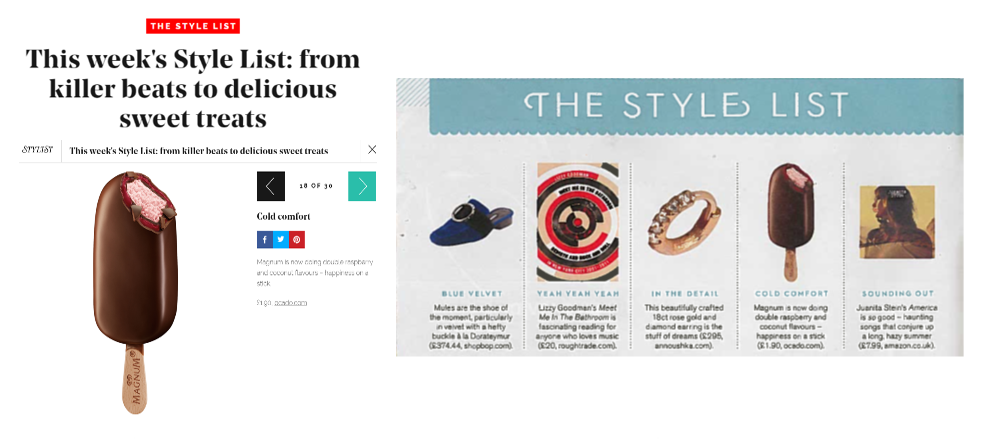 THE STYLE LIST
This week's Style List: from
killer beats to delicious
sweet treats
STYLIST
This week's Style List: from killer beats to delicious sweet treats
18 OF 30
Cold comfort
Magnum is now doing double raspberry
and coconut flavours – happiness on a
stick
£1.90, ocado.com
MAGNUM
THE STYLE LIST
BLUE VELVET
Mules are the shoe of
the moment, particularly
in velvet with a hefty
buckle à la Dorateymur
(£374.44, shopbop.com).
YEAH YEAH YEAH
Lizzy Goodman's Meet
Me In The Bathroom is
fascinating reading for
anyone who loves music
(£20, roughtrade.com).
IN THE DETAIL
This beautifully crafted
18ct rose gold and
diamond earring is the
stuff of dreams (£295,
annoushka.com).
COLD COMFORT
Magnum is now doing
double raspberry and
coconut flavours –
happiness on a stick
(£1.90, ocado.com).
SOUNDING OUT
Juanita Stein's America
is so good – haunting
songs that conjure up
a long, hazy summer
(£7.99, amazon.co.uk).